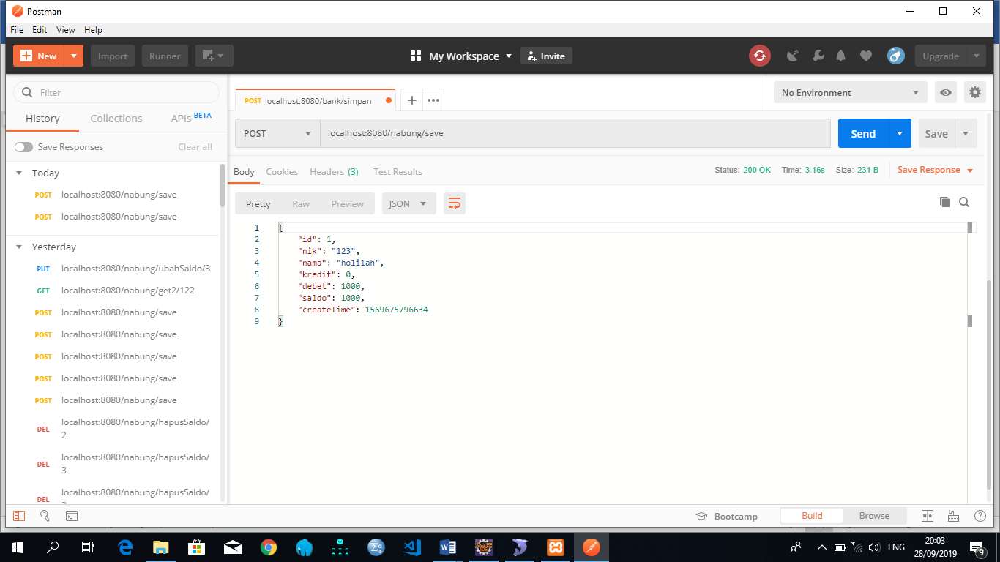 Postman
File Edit View Help
New Import Runner My Workspace Invite Upgrade
Filter
History Collections APIs BETA
Save Responses Clear all
Today
POST localhost:8080/nabung/save
POST localhost:8080/nabung/save
Yesterday
PUT localhost:8080/nabung/ubahSaldo/3
GET localhost:8080/nabung/get2/122
POST localhost:8080/nabung/save
POST localhost:8080/nabung/save
POST localhost:8080/nabung/save
POST localhost:8080/nabung/save
POST localhost:8080/nabung/save
DEL localhost:8080/nabung/hapusSaldo/
2
DEL localhost:8080/nabung/hapusSaldo/
3
DEL localhost:8080/nabung/hapusSaldo/
POST localhost:8080/bank/simpan
No Environment
POST localhost:8080/nabung/save Send Save
Body Cookies Headers (3) Test Results Status: 200 OK Time: 3.16s Size: 231 B Save Response
Pretty Raw Preview JSON
1 {
2 "id": 1,
3 "nik": "123",
4 "nama": "holilah",
5 "kredit": 0,
6 "debet": 1000,
7 "saldo": 1000,
8 "createTime": 1569675796634
9 }
Bootcamp Build Browse
ENG
20:03
28/09/2019
9